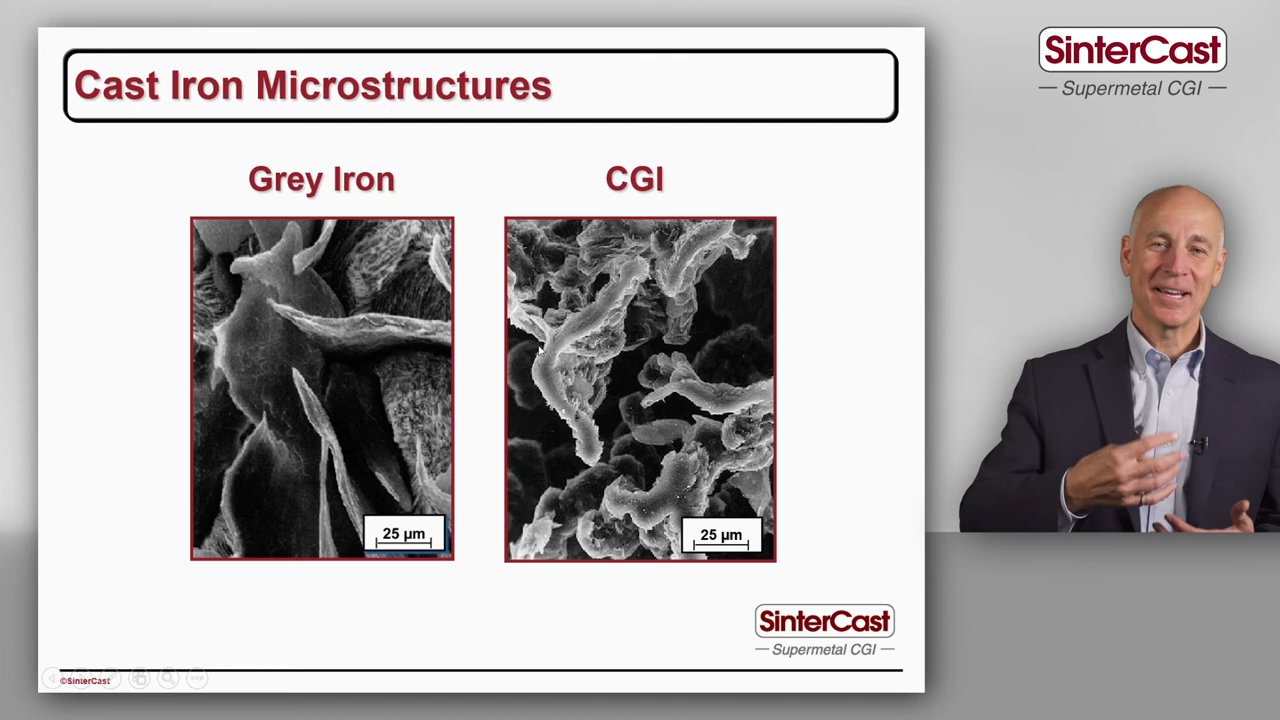 Cast Iron Microstructures
Grey Iron
CGI
25 µm
25 µm
SinterCast
— Supermetal CGI —
©SinterCast
SinterCast
— Supermetal CGI —